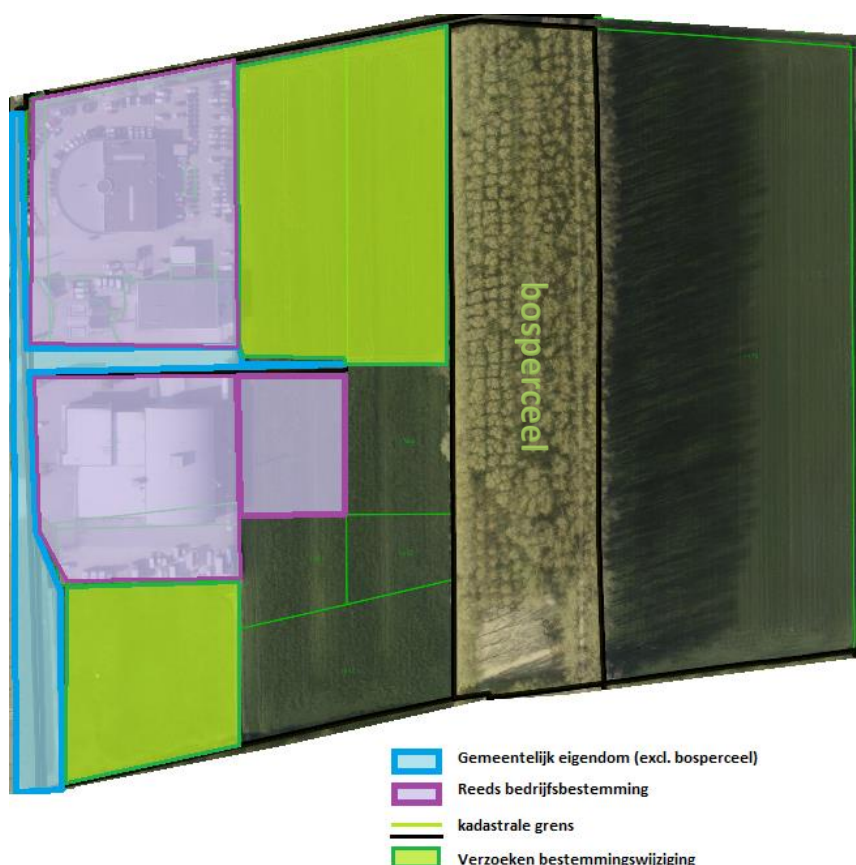 bosperceel
Gemeentelijk eigendom (excl. bosperceel)
Reeds bedrijfsbestemming
kadastrale grens
Verzoeken bestemmingswijziging